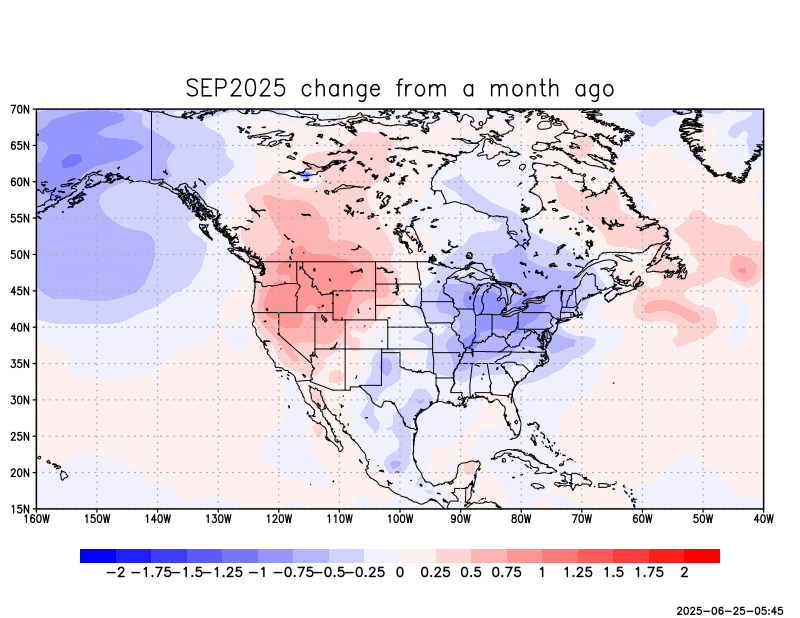 SEP2025 change from a month ago
70N
65N
60N
55N
50N
45N
40N
35N
30N
25N
20N
15N
160W 150W 140W 130W 120W 110W 100W 90W 80W 70W 60W 50W 40W
−2 −1.75 −1.5 −1.25 −1 −0.75 −0.5 −0.25 0 0.25 0.5 0.75 1 1.25 1.5 1.75 2
2025−06−25−05:45